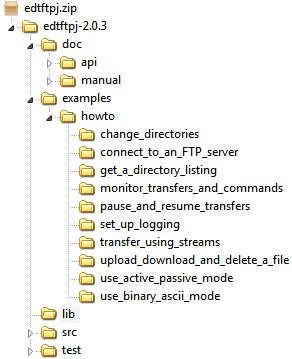 edtftpj.zip
edtftpj-2.0.3
doc
api
manual
examples
howto
change_directories
connect_to_an_FTP_server
get_a_directory_listing
monitor_transfers_and_commands
pause_and_resume_transfers
set_up_logging
transfer_using_streams
upload_download_and_delete_a_file
use_active_passive_mode
use_binary_ascii_mode
lib
src
test